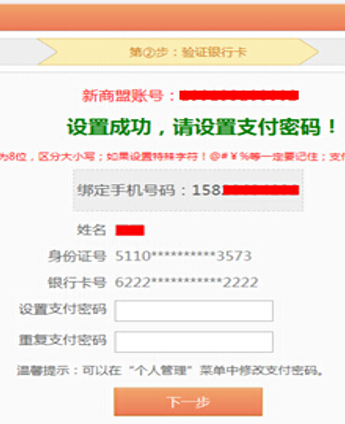 第②步：验证银行卡
新商盟账号：
设置成功，请设置支付密码！
为8位，区分大小写；如果设置特殊字符！@#￥%等一定要记住；支付
绑定手机号码：158
姓名
身份证号 5110**********3573
银行卡号 6222***********2222
设置支付密码
重复支付密码
温馨提示：可以在“个人管理”菜单中修改支付密码。
下一步